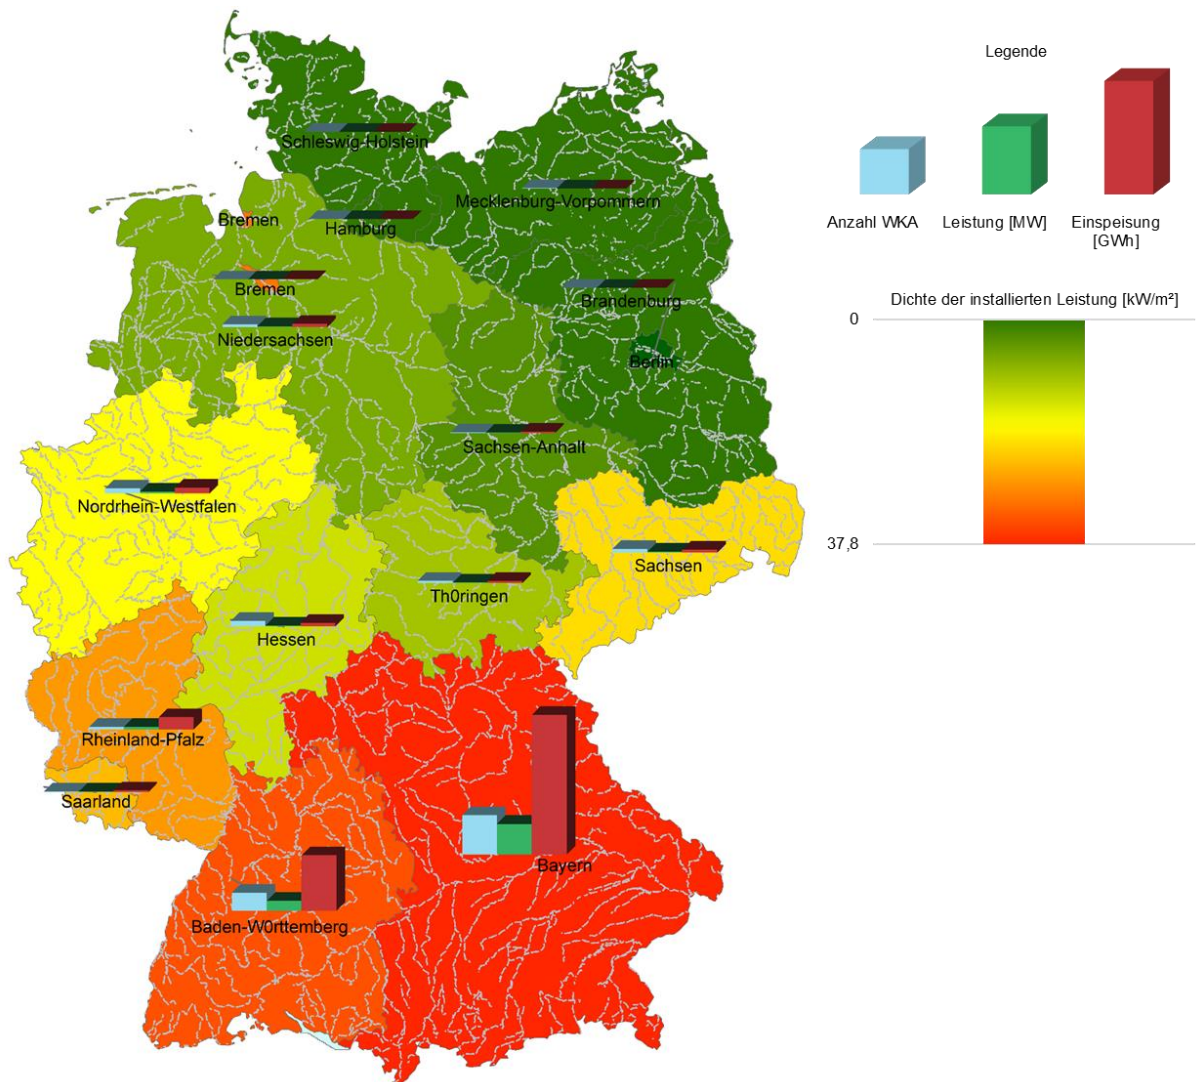 Legende
Anzahl WKA
Leistung [MW]
Einspeisung
[GWh]
Dichte der installierten Leistung [kW/m²]
0
37,8
Schleswig-Holstein
Mecklenburg-Vorpommern
Bremen
Hamburg
Bremen
Brandenburg
Niedersachsen
Berlin
Sachsen-Anhalt
Nordrhein-Westfalen
Sachsen
Th0ringen
Hessen
Rheinland-Pfalz
Saarland
Bayern
Baden-W0rttemberg